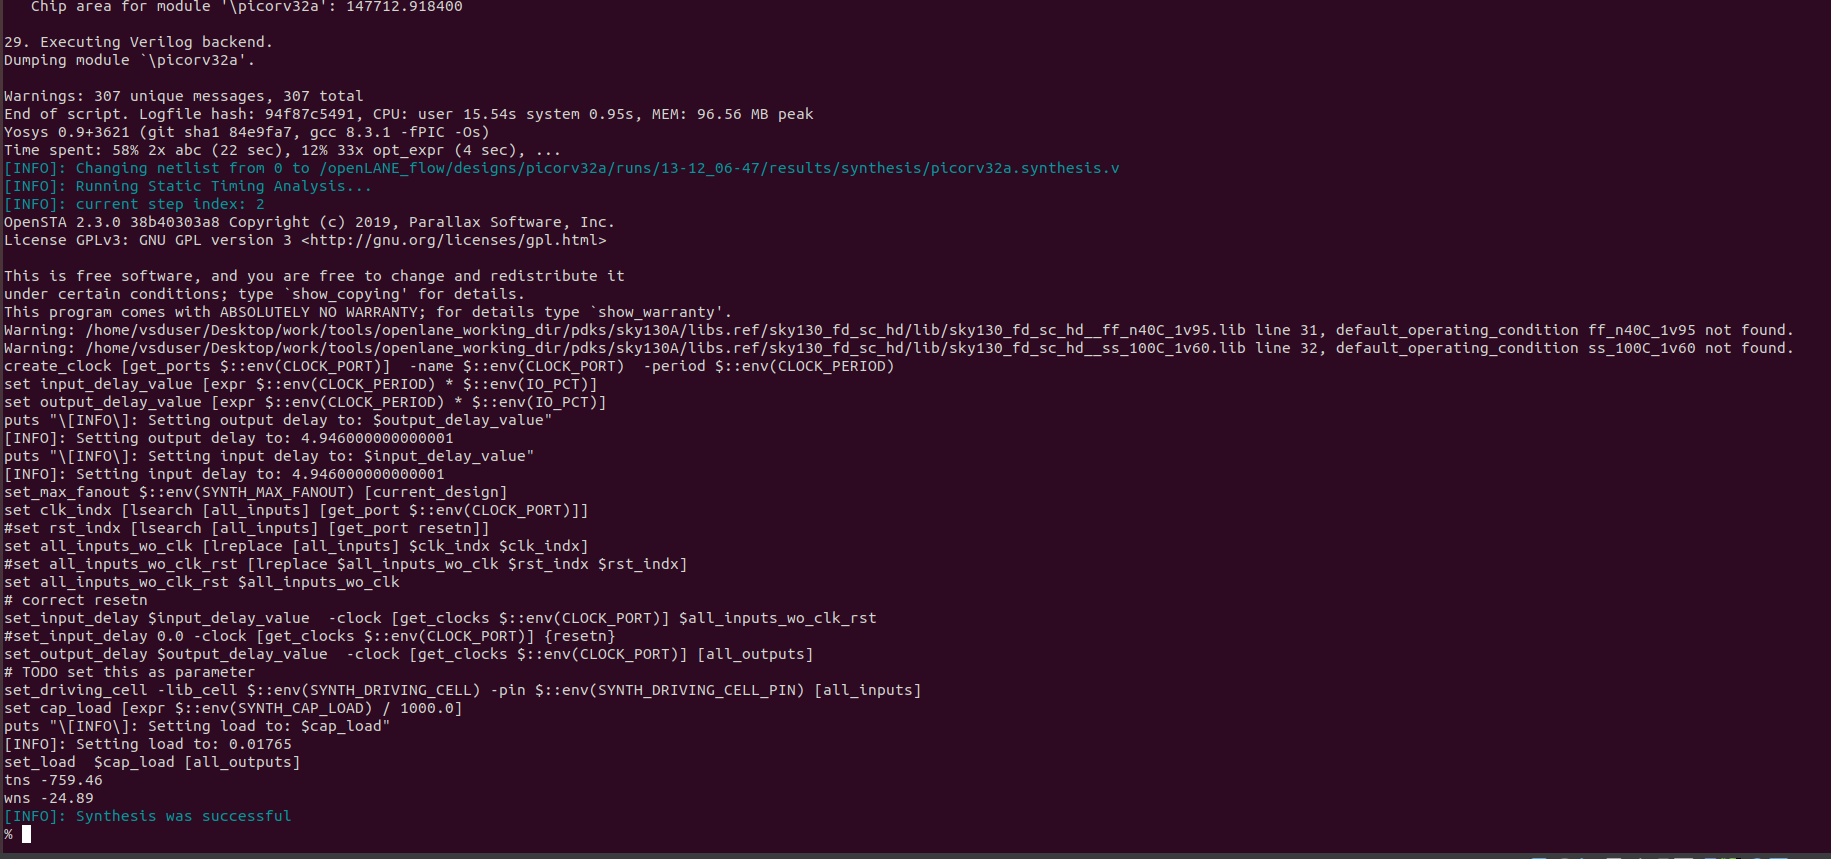 Chip area for module '\picorv32a': 147712.918400
29. Executing Verilog backend.
Dumping module `\picorv32a'.
Warnings: 307 unique messages, 307 total
End of script. Logfile hash: 94f87c5491, CPU: user 15.54s system 0.95s, MEM: 96.56 MB peak
Yosys 0.9+3621 (git sha1 84e9fa7, gcc 8.3.1 -fPIC -Os)
Time spent: 58% 2x abc (22 sec), 12% 33x opt_expr (4 sec), ...
[INFO]: Changing netlist from 0 to /openLANE_flow/designs/picorv32a/runs/13-12_06-47/results/synthesis/picorv32a.synthesis.v
[INFO]: Running Static Timing Analysis...
[INFO]: current step index: 2
OpenSTA 2.3.0 38b40303a8 Copyright (c) 2019, Parallax Software, Inc.
License GPLv3: GNU GPL version 3 <http://gnu.org/licenses/gpl.html>
This is free software, and you are free to change and redistribute it
under certain conditions; type `show_copying' for details.
This program comes with ABSOLUTELY NO WARRANTY; for details type `show_warranty'.
Warning: /home/vsduser/Desktop/work/tools/openlane_working_dir/pdks/sky130A/libs.ref/sky130_fd_sc_hd/lib/sky130_fd_sc_hd__ff_n40C_1v95.lib line 31, default_operating_condition ff_n40C_1v95 not found.
Warning: /home/vsduser/Desktop/work/tools/openlane_working_dir/pdks/sky130A/libs.ref/sky130_fd_sc_hd/lib/sky130_fd_sc_hd__ss_100C_1v60.lib line 32, default_operating_condition ss_100C_1v60 not found.
create_clock [get_ports $::env(CLOCK_PORT)]  -name $::env(CLOCK_PORT)  -period $::env(CLOCK_PERIOD)
set input_delay_value [expr $::env(CLOCK_PERIOD) * $::env(IO_PCT)]
set output_delay_value [expr $::env(CLOCK_PERIOD) * $::env(IO_PCT)]
puts "\[INFO\]: Setting output delay to: $output_delay_value"
[INFO]: Setting output delay to: 4.946000000000001
puts "\[INFO\]: Setting input delay to: $input_delay_value"
[INFO]: Setting input delay to: 4.946000000000001
set_max_fanout $::env(SYNTH_MAX_FANOUT) [current_design]
set clk_indx [lsearch [all_inputs] [get_port $::env(CLOCK_PORT)]]
#set rst_indx [lsearch [all_inputs] [get_port resetn]]
set all_inputs_wo_clk [lreplace [all_inputs] $clk_indx $clk_indx]
#set all_inputs_wo_clk_rst [lreplace $all_inputs_wo_clk $rst_indx $rst_indx]
set all_inputs_wo_clk_rst $all_inputs_wo_clk
# correct resetn
set_input_delay $input_delay_value  -clock [get_clocks $::env(CLOCK_PORT)] $all_inputs_wo_clk_rst
#set_input_delay 0.0 -clock [get_clocks $::env(CLOCK_PORT)] {resetn}
set_output_delay $output_delay_value  -clock [get_clocks $::env(CLOCK_PORT)] [all_outputs]
# TODO set this as parameter
set_driving_cell -lib_cell $::env(SYNTH_DRIVING_CELL) -pin $::env(SYNTH_DRIVING_CELL_PIN) [all_inputs]
set cap_load [expr $::env(SYNTH_CAP_LOAD) / 1000.0]
puts "\[INFO\]: Setting load to: $cap_load"
[INFO]: Setting load to: 0.01765
set_load  $cap_load [all_outputs]
tns -759.46
wns -24.89
[INFO]: Synthesis was successful
%